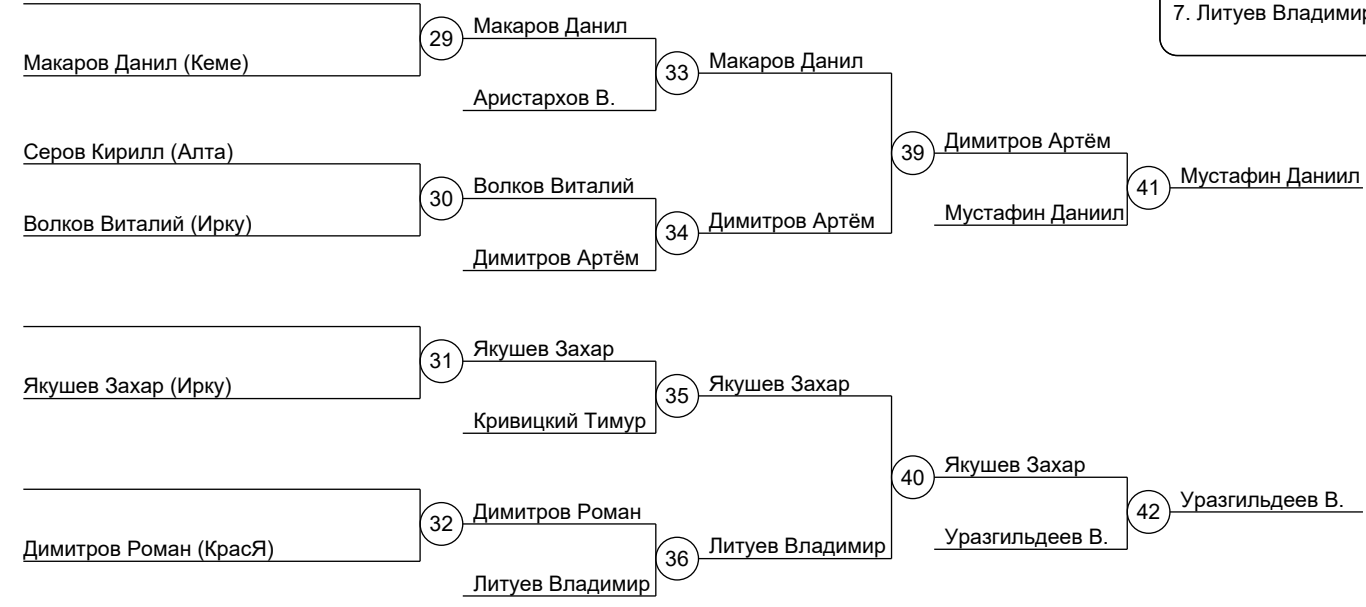 7. Литуев Владимир
29
Макаров Данил
Макаров Данил (Кеме)
33
Макаров Данил
Аристархов В.
Серов Кирилл (Алта)
39
Димитров Артём
30
Волков Виталий
41
Мустафин Даниил
Волков Виталий (Ирку)
34
Димитров Артём
Мустафин Даниил
Димитров Артём
31
Якушев Захар
Якушев Захар (Ирку)
35
Якушев Захар
Кривицкий Тимур
40
Якушев Захар
32
Димитров Роман
42
Уразгильдеев В.
Димитров Роман (КрасЯ)
36
Литуев Владимир
Уразгильдеев В.
Литуев Владимир